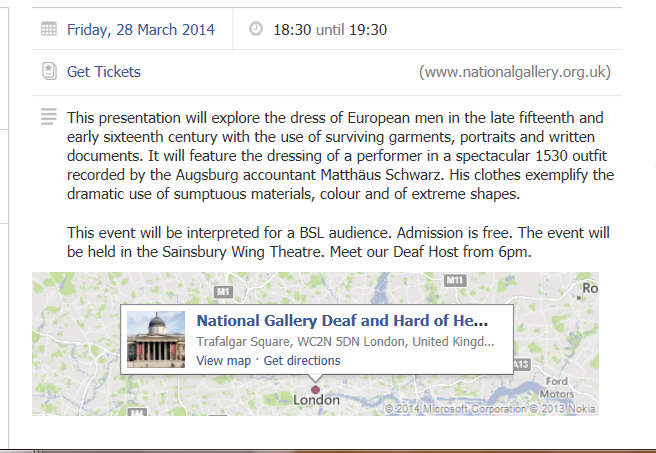 Friday, 28 March 2014
18:30 until 19:30
Get Tickets
(www.nationalgallery.org.uk)
This presentation will explore the dress of European men in the late fifteenth and
early sixteenth century with the use of surviving garments, portraits and written
documents. It will feature the dressing of a performer in a spectacular 1530 outfit
recorded by the Augsburg accountant Matthäus Schwarz. His clothes exemplify the
dramatic use of sumptuous materials, colour and of extreme shapes.
This event will be interpreted for a BSL audience. Admission is free. The event will
be held in the Sainsbury Wing Theatre. Meet our Deaf Host from 6pm.
M11
M1
Ro
National Gallery Deaf and Hard of He...
Trafalgar Square, WC2N 5DN London, United Kingd...
View map · Get directions
A13
Ford
Motors
London
M4
© 2014 Microsoft Corporation © 2013 Nokia